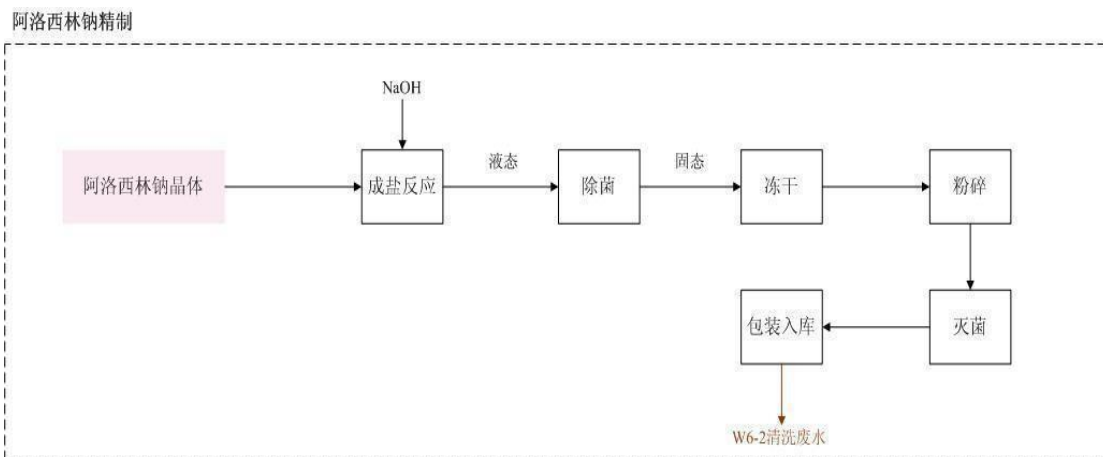 阿洛西林钠精制
NaOH
阿洛西林钠晶体
成盐反应
液态
除菌
固态
冻干
粉碎
包装入库
灭菌
W6-2清洗废水